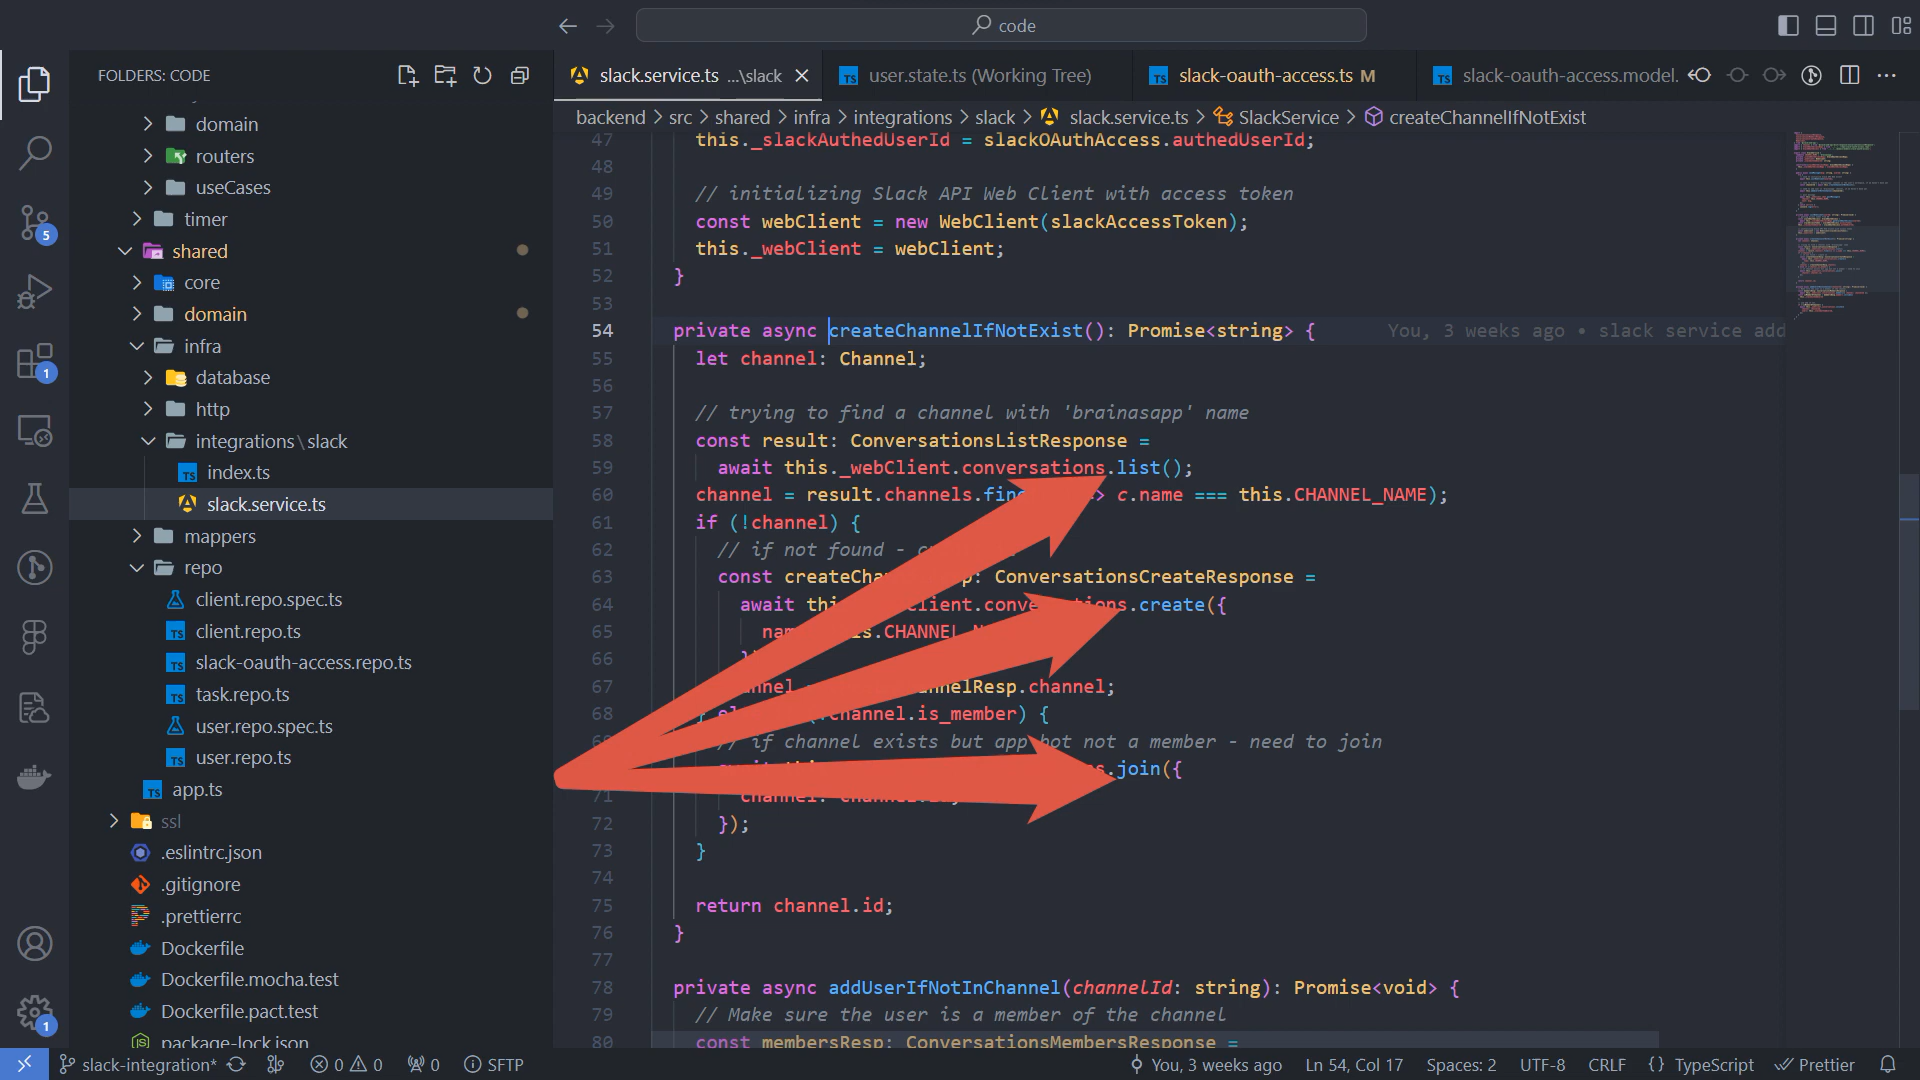 code
FOLDERS: CODE
domain
routers
useCases
timer
shared
core
domain
infra
database
http
integrations\slack
index.ts
slack.service.ts
mappers
repo
client.repo.spec.ts
client.repo.ts
slack-oauth-access.repo.ts
task.repo.ts
user.repo.spec.ts
user.repo.ts
app.ts
ssl
.eslintrc.json
.gitignore
.prettierrc
Dockerfile
Dockerfile.mocha.test
Dockerfile.pact.test
package-lock.json
5
1
1
slack.service.ts ...\slack
user.state.ts (Working Tree)
slack-oauth-access.ts M
slack-oauth-access.model.
backend > src > shared > infra > integrations > slack > slack.service.ts > SlackService > createChannelIfNotExist
47 this._slackAuthedUserId = slackOAuthAccess.authedUserId;
48
49 // initializing Slack API Web Client with access token
50 const webClient = new WebClient(slackAccessToken);
51 this._webClient = webClient;
52 }
53
54 private async createChannelIfNotExist(): Promise<string> { You, 3 weeks ago • slack service add
55 let channel: Channel;
56
57 // trying to find a channel with 'brainasapp' name
58 const result: ConversationsListResponse =
59 await this._webClient.conversations.list();
60 channel = result.channels.find > c.name === this.CHANNEL_NAME);
61 if (!channel) {
62 // if not found -
63 const createCha : ConversationsCreateResponse =
64 await client.conversations.create({
65 .CHANNEL
66
67 annelResp.channel;
68 channel.is_member) {
// if channel exists but app bot not a member - need to join
.join({
71
72 });
73 }
74
75 return channel.id;
76 }
77
78 private async addUserIfNotInChannel(channelId: string): Promise<void> {
79 // Make sure the user is a member of the channel
80 const membersResp: ConversationsMembersResponse =
slack-integration* 0 0 0 SFTP
You, 3 weeks ago Ln 54, Col 17 Spaces: 2 UTF-8 CRLF {} TypeScript Prettier